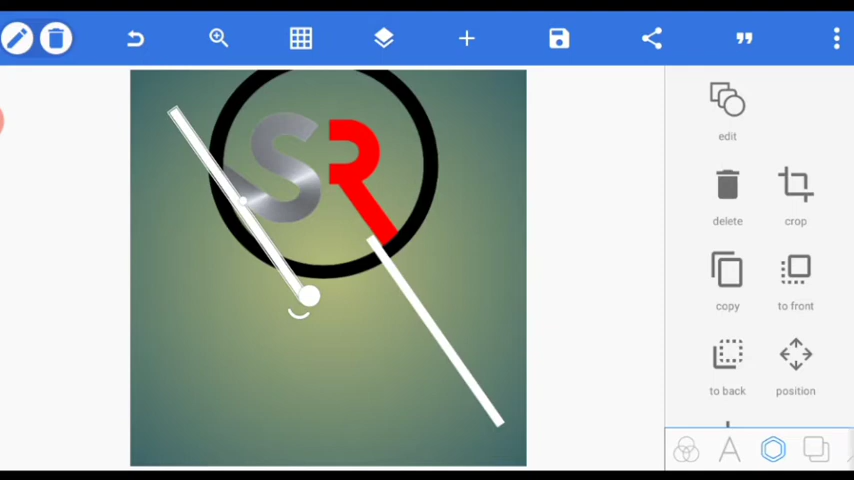 SR
edit
delete
crop
copy
to front
to back
position
A